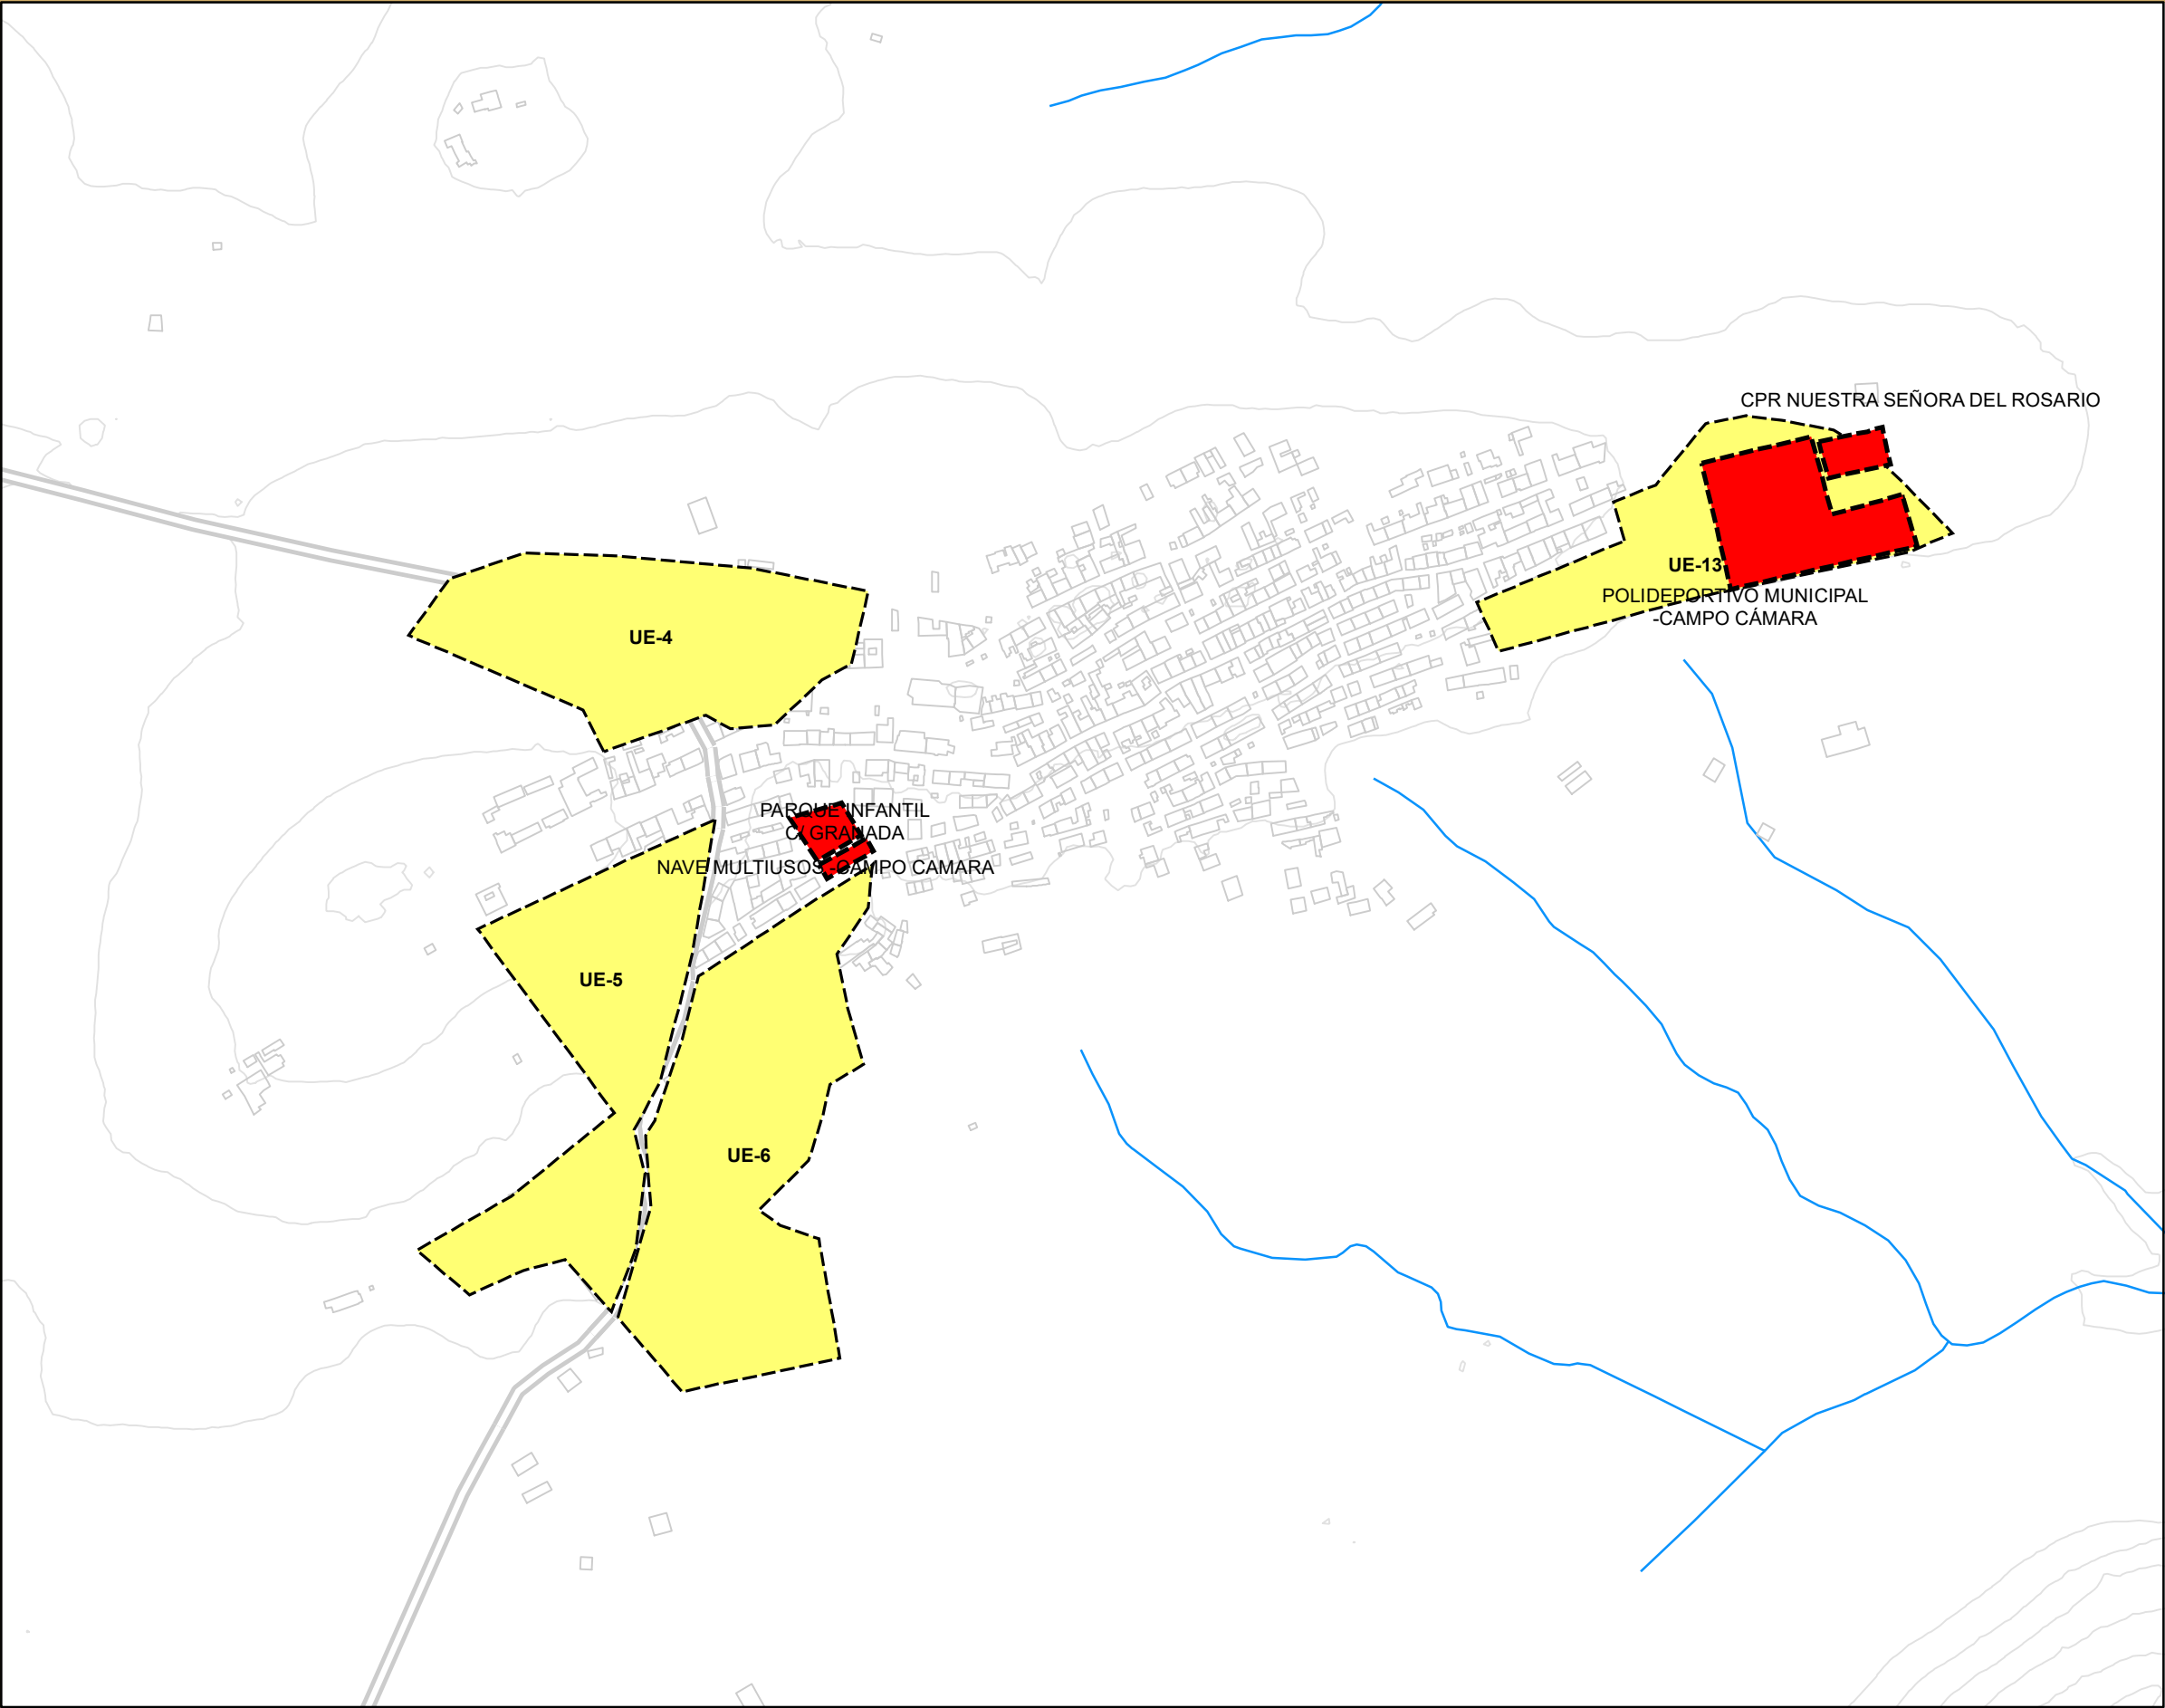 CPR NUESTRA SEÑORA DEL ROSARIO
UE-13
POLIDEPORTIVO MUNICIPAL
-CAMPO CÁMARA
UE-4
PARQUE INFANTIL
C/ GRANADA
NAVE MULTIUSOS -CAMPO CAMARA
UE-5
UE-6